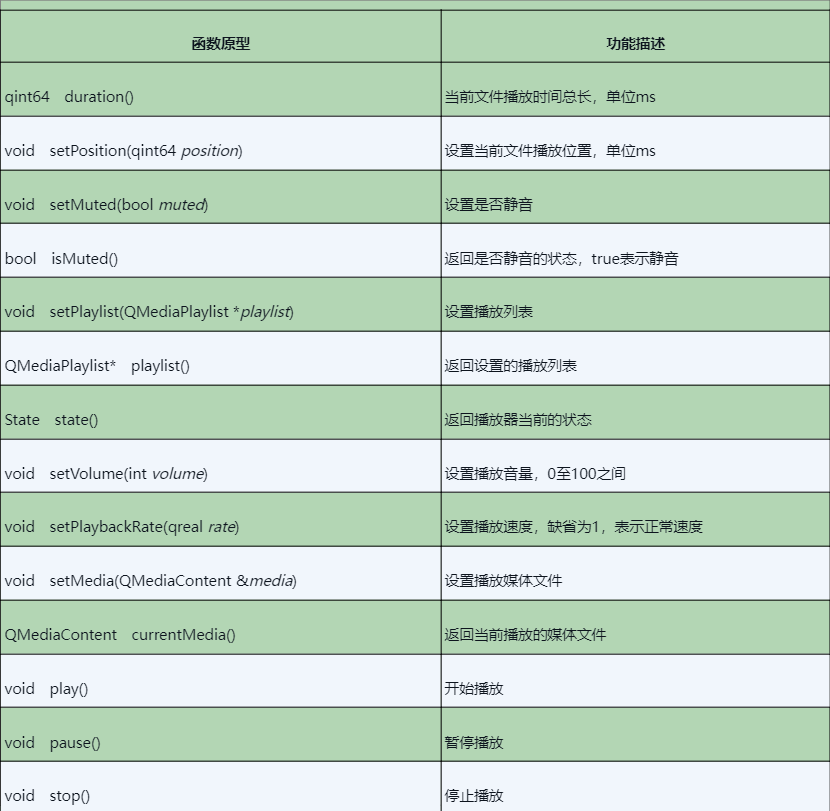 函数原型 功能描述
qint64 duration() 当前文件播放时间总长，单位ms
void setPosition(qint64 position) 设置当前文件播放位置，单位ms
void setMuted(bool muted) 设置是否静音
bool isMuted() 返回是否静音的状态，true表示静音
void setPlaylist(QMediaPlaylist *playlist) 设置播放列表
QMediaPlaylist* playlist() 返回设置的播放列表
State state() 返回播放器当前的状态
void setVolume(int volume) 设置播放音量，0至100之间
void setPlaybackRate(qreal rate) 设置播放速度，缺省为1，表示正常速度
void setMedia(QMediaContent &media) 设置播放媒体文件
QMediaContent currentMedia() 返回当前播放的媒体文件
void play() 开始播放
void pause() 暂停播放
void stop() 停止播放